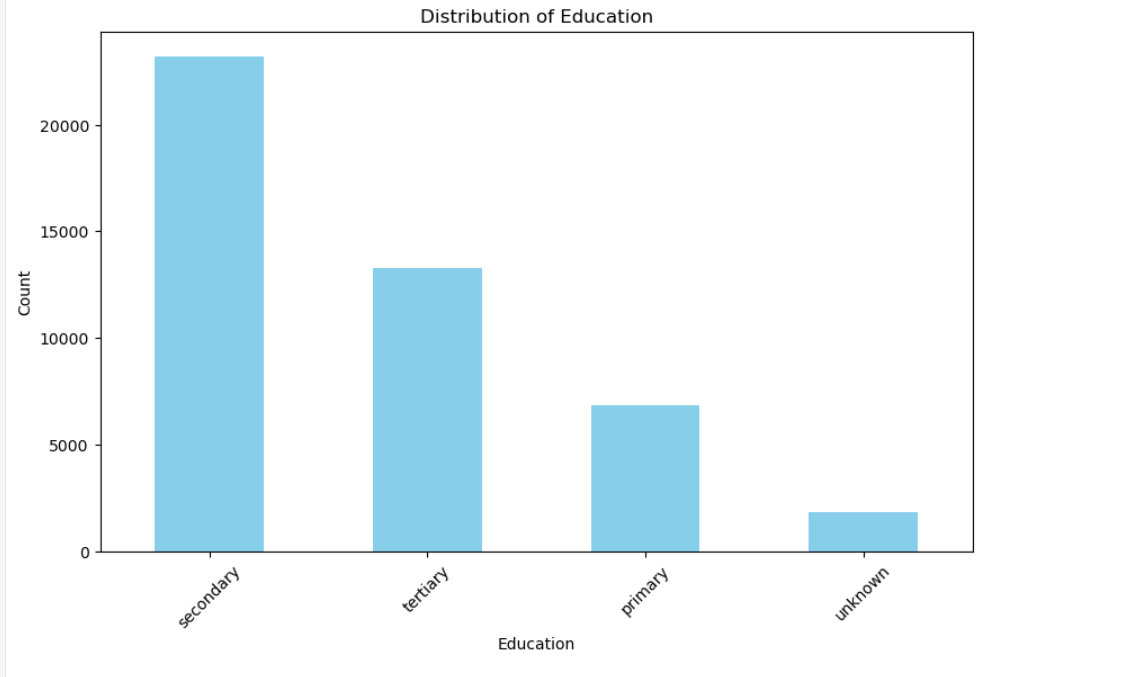 Distribution of Education
20000
15000
10000
5000
0
Count
secondary
tertiary
primary
unknown
Education